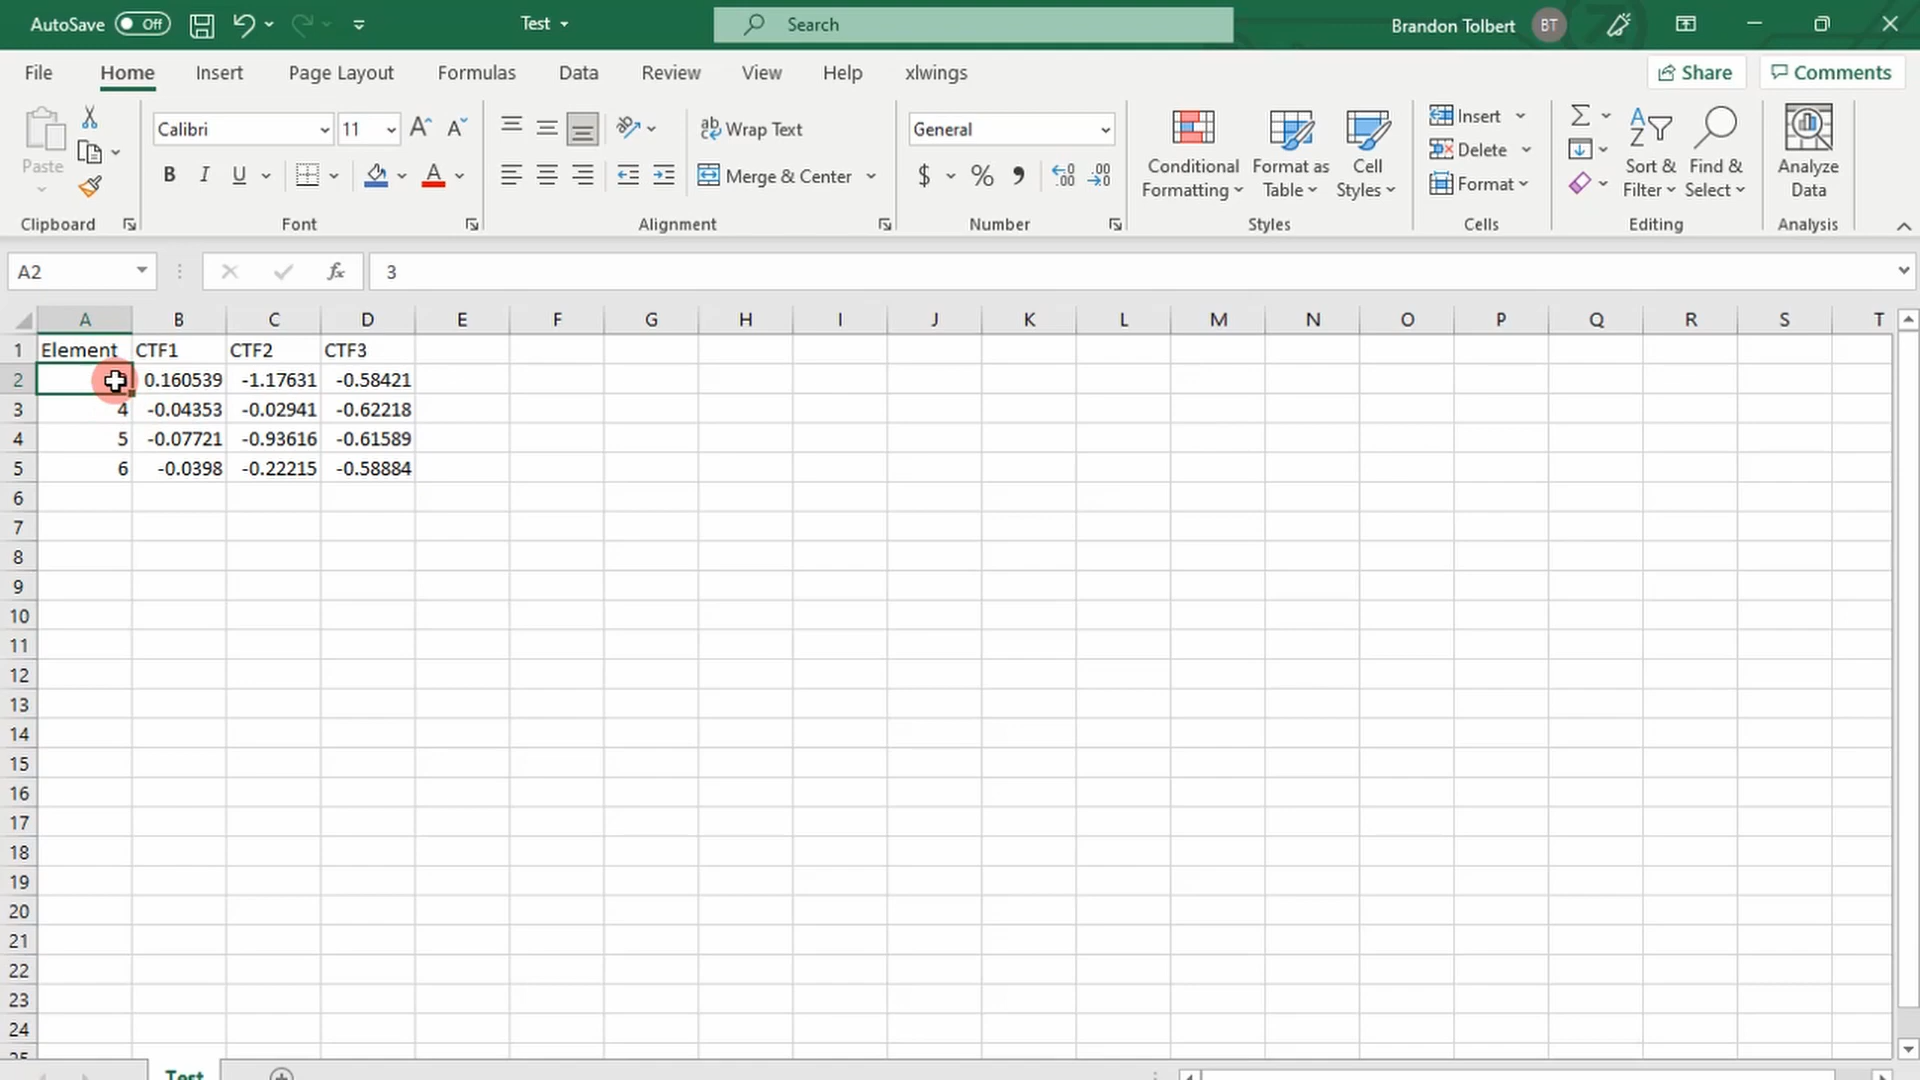 AutoSave Off Test Search Brandon Tolbert BT
File Home Insert Page Layout Formulas Data Review View Help xlwings Share Comments
Paste
Clipboard
Calibri 11
B I U A
Font
ab Wrap Text
Merge & Center
Alignment
General
$ % 9 .00 .00
Number
Conditional Formatting
Format as Table
Cell Styles
Styles
Insert
Delete
Format
Cells
Sort & Filter
Find & Select
Editing
Analyze Data
Analysis
A2 fx 3
A B C D E F G H I J K L M N O P Q R S T
1 Element CTF1 CTF2 CTF3
2 0.160539 -1.17631 -0.58421
3 4 -0.04353 -0.02941 -0.62218
4 5 -0.07721 -0.93616 -0.61589
5 6 -0.0398 -0.22215 -0.58884
6
7
8
9
10
11
12
13
14
15
16
17
18
19
20
21
22
23
24
25
Test